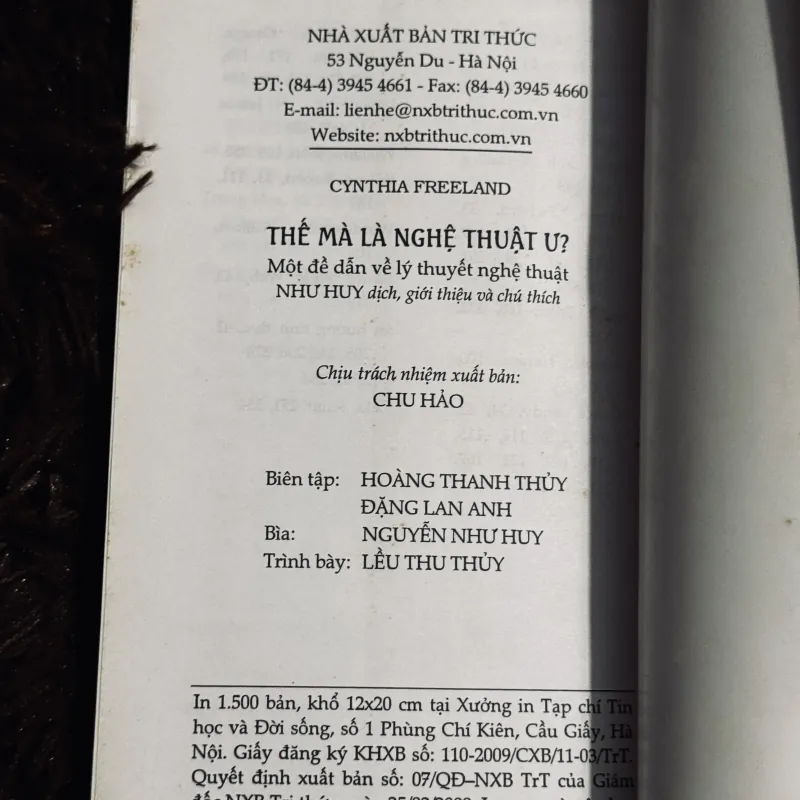 NHÀ XUẤT BẢN TRI THỨC
53 Nguyễn Du - Hà Nội
ĐT: (84-4) 3945 4661 - Fax: (84-4) 3945 4660
E-mail: lienhe@nxbtrithuc.com.vn
Website: nxbtrithuc.com.vn
CYNTHIA FREELAND
THẾ MÀ LÀ NGHỆ THUẬT Ư?
Một đề dẫn về lý thuyết nghệ thuật
NHƯ HUY dịch, giới thiệu và chú thích
Chịu trách nhiệm xuất bản:
CHU HẢO
Biên tập: HOÀNG THANH THỦY
ĐẶNG LAN ANH
Bìa: NGUYỄN NHƯ HUY
Trình bày: LỀU THU THỦY
In 1.500 bản, khổ 12x20 cm tại Xưởng in Tạp chí Tin
học và Đời sống, số 1 Phùng Chí Kiên, Cầu Giấy, Hà
Nội. Giấy đăng ký KHXB số: 110-2009/CXB/11-03/TrT.
Quyết định xuất bản số: 07/QĐ–NXB TrT của Giám